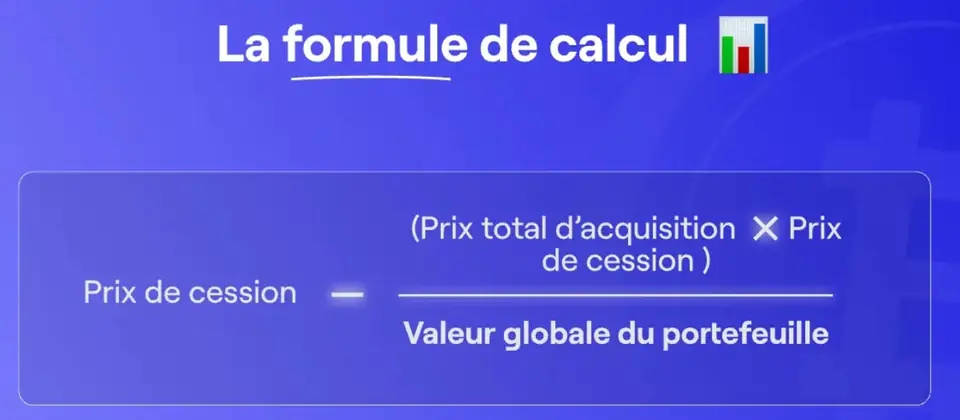 La formule de calcul
(Prix total d’acquisition × Prix
de cession )
Prix de cession —
Valeur globale du portefeuille